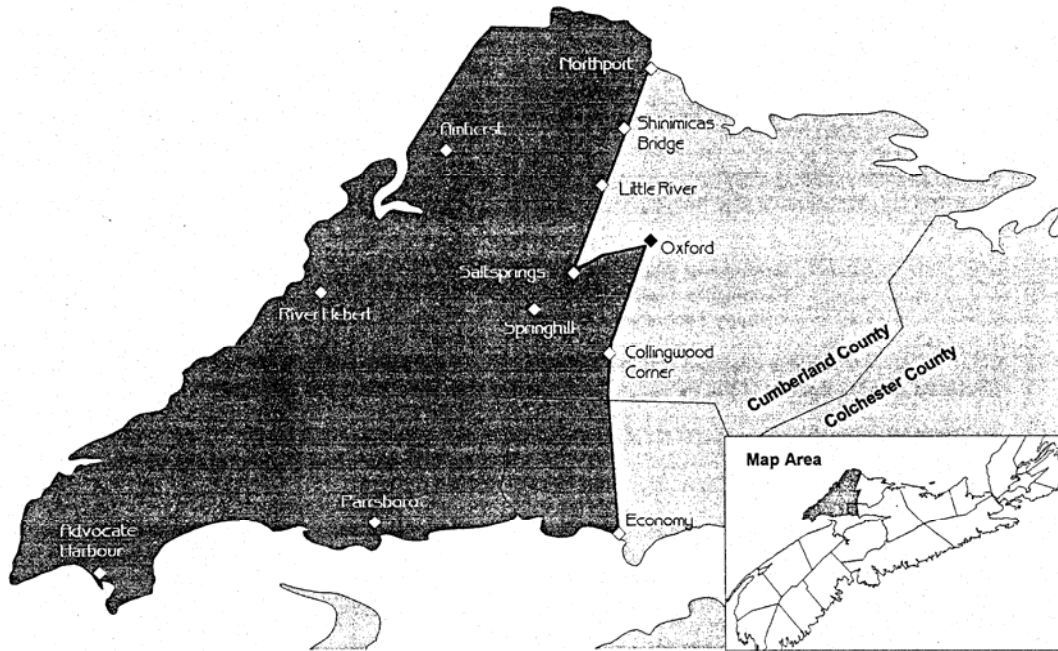 Northport
Amherst
Shinimicas
Bridge
Little River
Oxford
Saltsprings
River Hebert
Springhill
Collingwood
Corner
Cumberland County
Colchester County
Map Area
Parrsboro
Economy
Advocate
Harbour